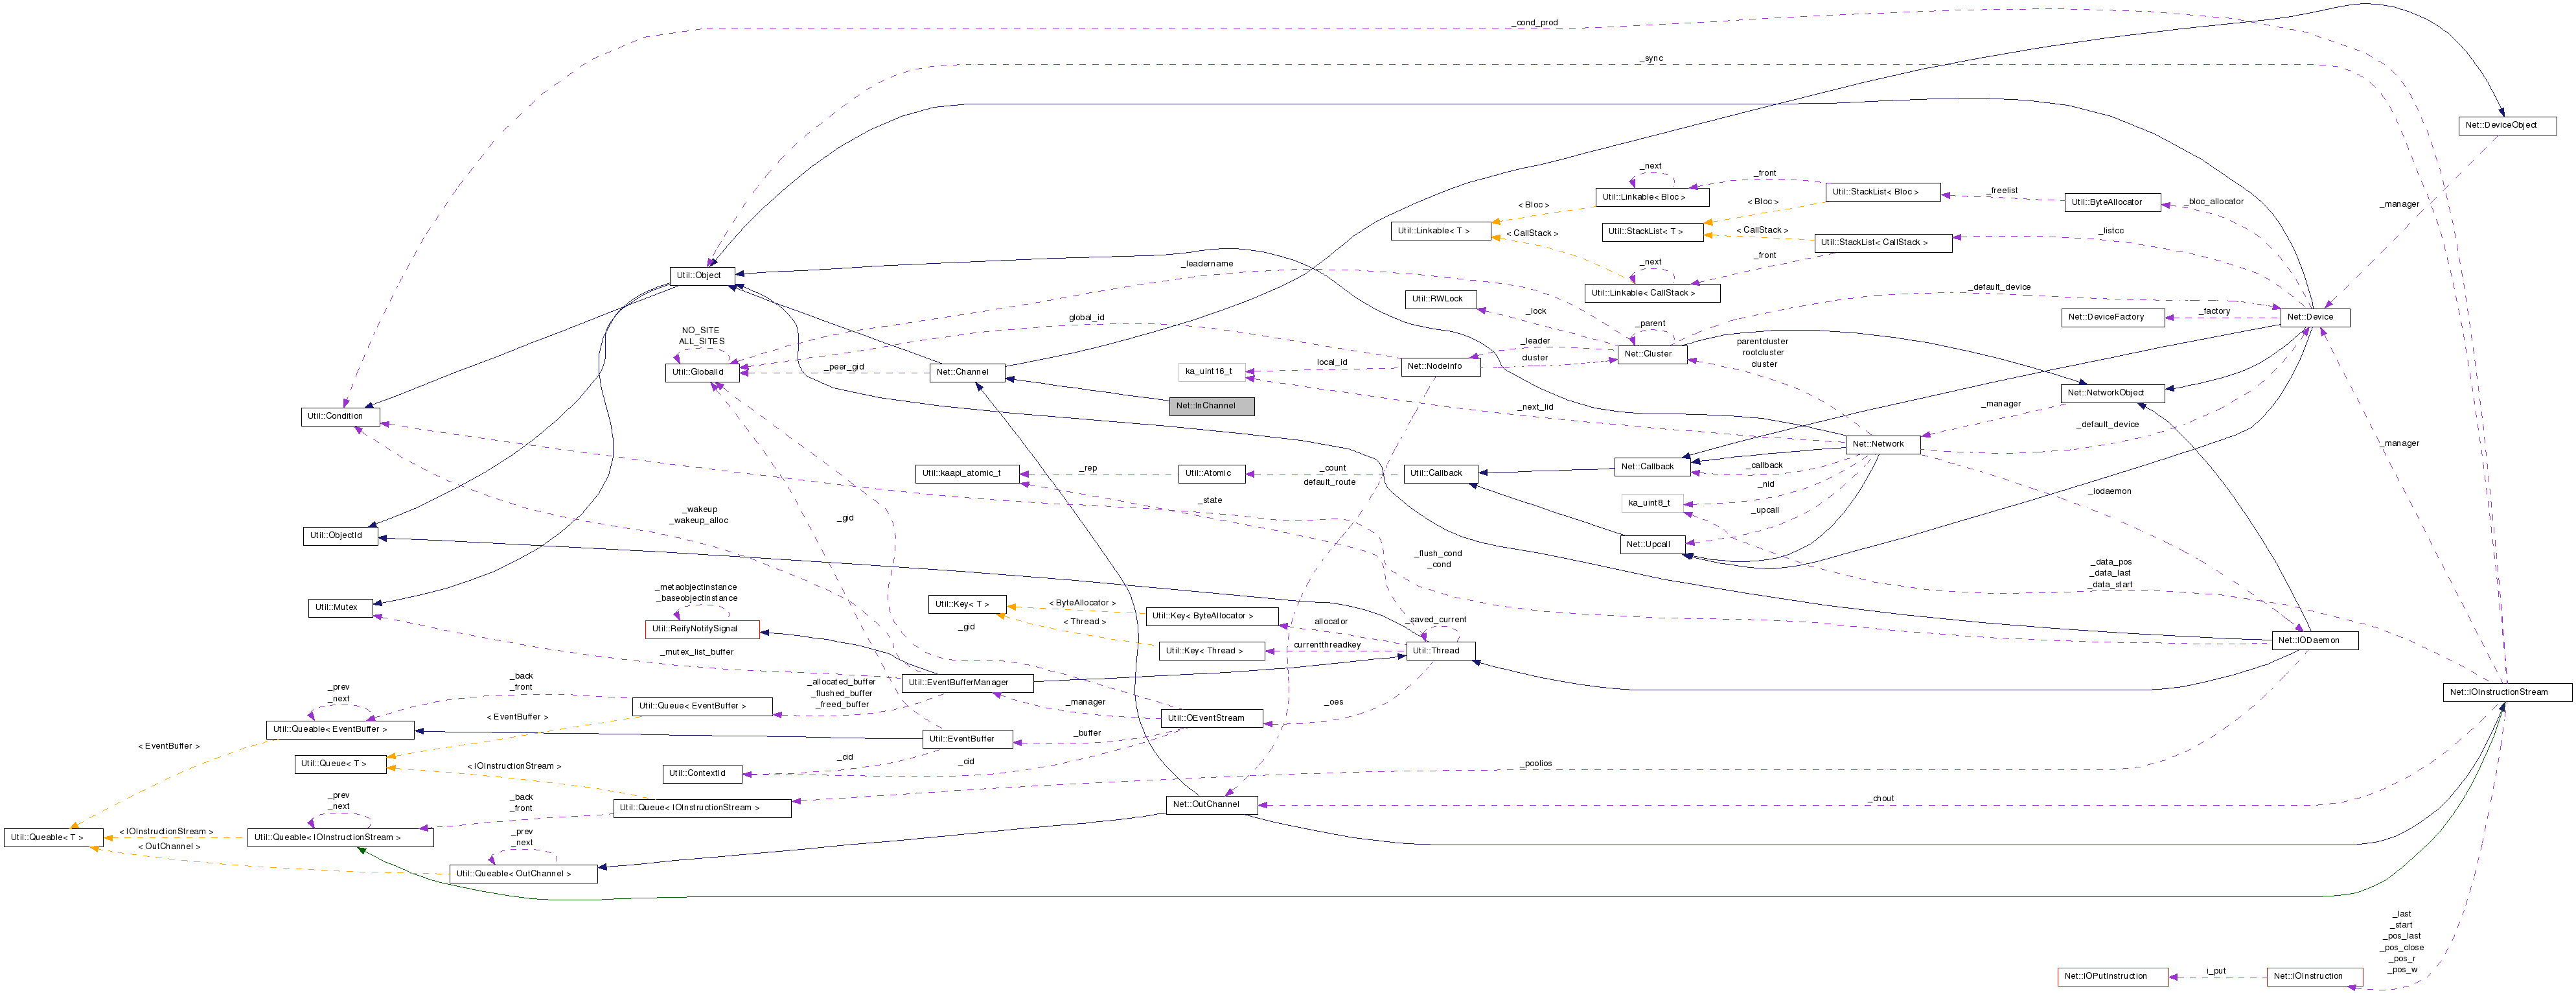 _cond_prod
_sync
Net::DeviceObject
_next
_front
Util::StackList< Bloc >
_freelist
Util::Linkable< Bloc >
Util::ByteAllocator
_bloc_allocator
_manager
< Bloc >
< Bloc >
Util::Linkable< T >
Util::StackList< T >
< CallStack >
< CallStack >
_listcc
Util::StackList< CallStack >
_front
_next
_leadername
Util::Object
Util::Linkable< CallStack >
_default_device
Util::RWLock
_lock
Net::DeviceFactory
_factory
Net::Device
global_id
NO_SITE
ALL_SITES
_parent
parentcluster
rootcluster
cluster
_leader
Net::Cluster
cluster
local_id
Net::NodeInfo
_peer_gid
Util::GlobalId
Net::Channel
ka_uint16_t
Net::NetworkObject
Net::InChannel
_next_lid
_manager
Util::Condition
_default_device
_manager
Net::Network
_rep
_count
Net::Callback
_callback
Util::kaapi_atomic_t
Util::Atomic
Util::Callback
default_route
_nid
_iodaemon
_state
ka_uint8_t
_wakeup
_wakeup_alloc
_gid
_upcall
Util::ObjectId
Net::Upcall
_flush_cond
_cond
_data_pos
_data_last
_data_start
_metaobjectinstance
_baseobjectinstance
Util::Mutex
Util::Key< T >
< ByteAllocator >
Util::Key< ByteAllocator >
allocator
_saved_current
Util::ReifyNotifySignal
_gid
< Thread >
Net::IODaemon
_mutex_list_buffer
Util::Key< Thread >
currentthreadkey
Util::Thread
_allocated_buffer
_flushed_buffer
_freed_buffer
Util::EventBufferManager
_back
_front
_prev
_next
Util::Queue< EventBuffer >
_manager
_oes
Net::IOInstructionStream
< EventBuffer >
Util::OEventStream
Util::Queable< EventBuffer >
_buffer
Util::EventBuffer
< EventBuffer >
_cid
_cid
Util::Queue< T >
< IOInstructionStream >
Util::ContextId
_poolios
_prev
_next
_back
_front
Util::Queue< IOInstructionStream >
Net::OutChannel
_chout
< IOInstructionStream >
Util::Queable< T >
Util::Queable< IOInstructionStream >
< OutChannel >
_prev
_next
Util::Queable< OutChannel >
_last
_start
_pos_last
_pos_close
_pos_r
_pos_w
Net::IOPutInstruction
i_put
Net::IOInstruction